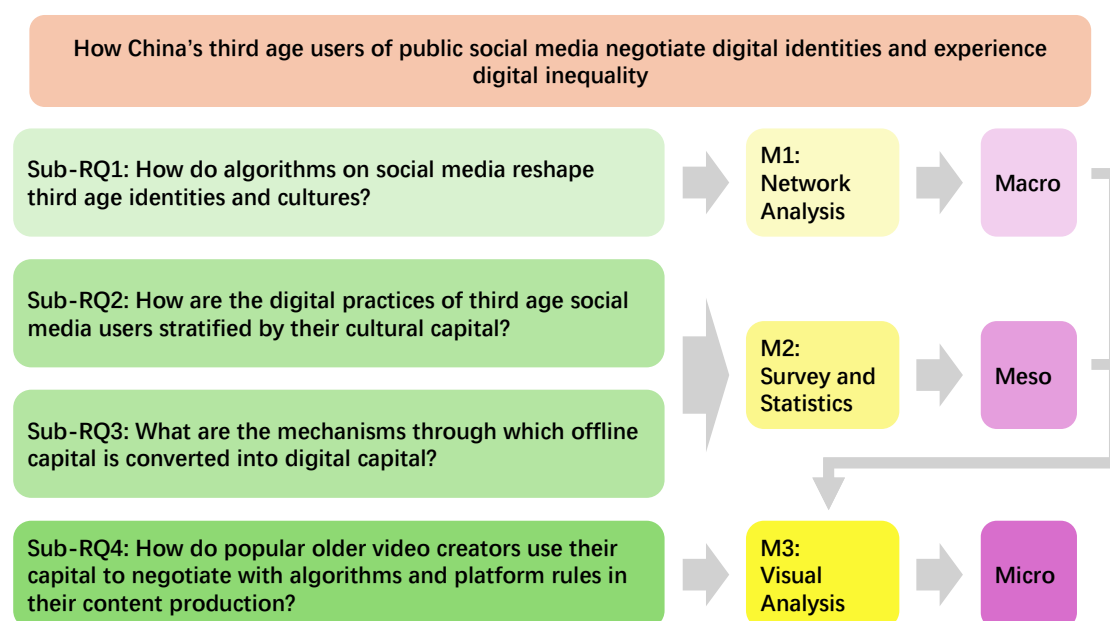 How China's third age users of public social media negotiate digital identities and experience
digital inequality
Sub-RQ1: How do algorithms on social media reshape
third age identities and cultures?
M1:
Network
Analysis
Macro
Sub-RQ2: How are the digital practices of third age social
media users stratified by their cultural capital?
Sub-RQ3: What are the mechanisms through which offline
capital is converted into digital capital?
M2:
Survey and
Statistics
Meso
Sub-RQ4: How do popular older video creators use their
capital to negotiate with algorithms and platform rules in
their content production?
M3:
Visual
Analysis
Micro